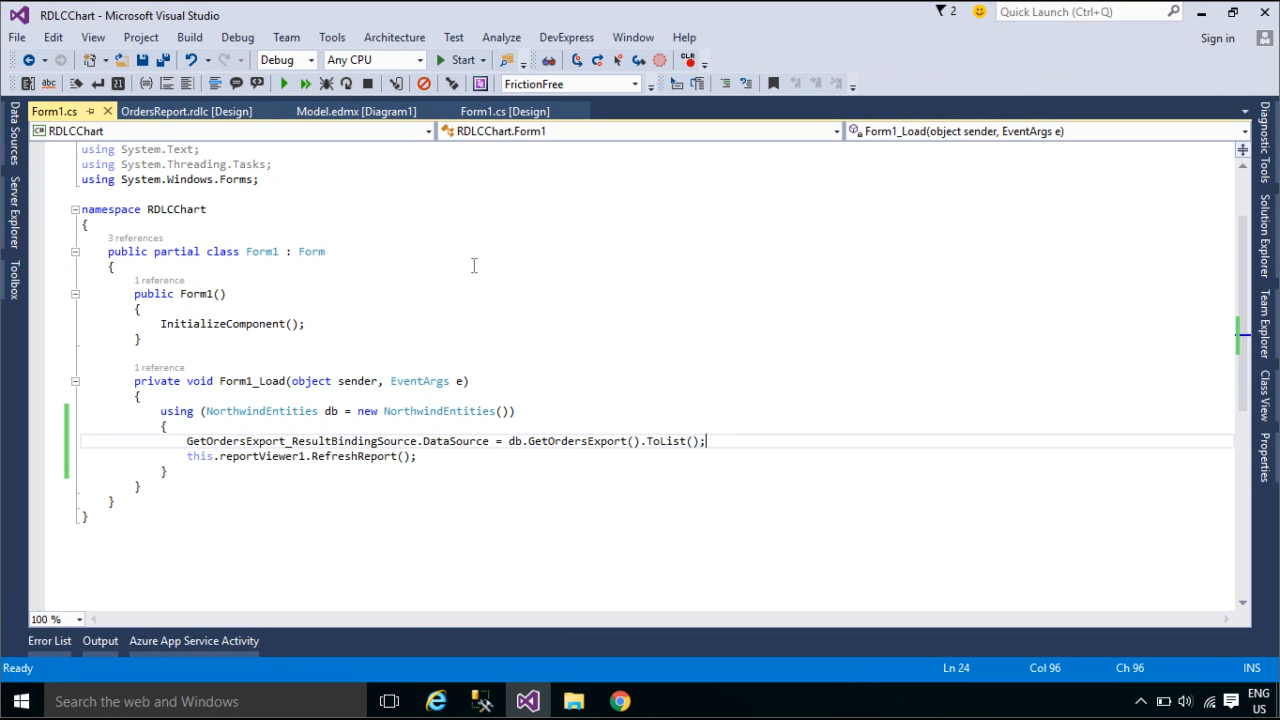 RDLCChart - Microsoft Visual Studio
2
Quick Launch (Ctrl+Q)
File Edit View Project Build Debug Team Tools Architecture Test Analyze DevExpress Window Help
Sign in
Debug Any CPU Start CLR
abc 21 FrictionFree
Form1.cs OrdersReport.rdlc [Design] Model.edmx [Diagram1] Form1.cs [Design]
RDLCChart RDLCChart.Form1 Form1_Load(object sender, EventArgs e)
Data Sources
Server Explorer
Toolbox
using System.Text;
using System.Threading.Tasks;
using System.Windows.Forms;
namespace RDLCChart
{
3 references
public partial class Form1 : Form
{
1 reference
public Form1()
{
InitializeComponent();
}
1 reference
private void Form1_Load(object sender, EventArgs e)
{
using (NorthwindEntities db = new NorthwindEntities())
{
GetOrdersExport_ResultBindingSource.DataSource = db.GetOrdersExport().ToList();
this.reportViewer1.RefreshReport();
}
}
}
}
Diagnostic Tools
Solution Explorer
Team Explorer
Class View
Properties
100 %
Error List Output Azure App Service Activity
Ready Ln 24 Col 96 Ch 96 INS
Search the web and Windows
ENG
US